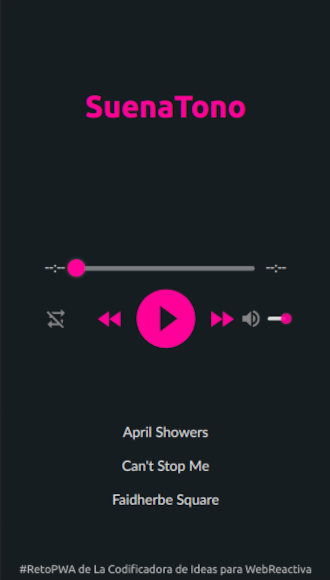 SuenaTono
--:-- --:--
April Showers
Can't Stop Me
Faidherbe Square
#RetoPWA de La Codificadora de Ideas para WebReactiva